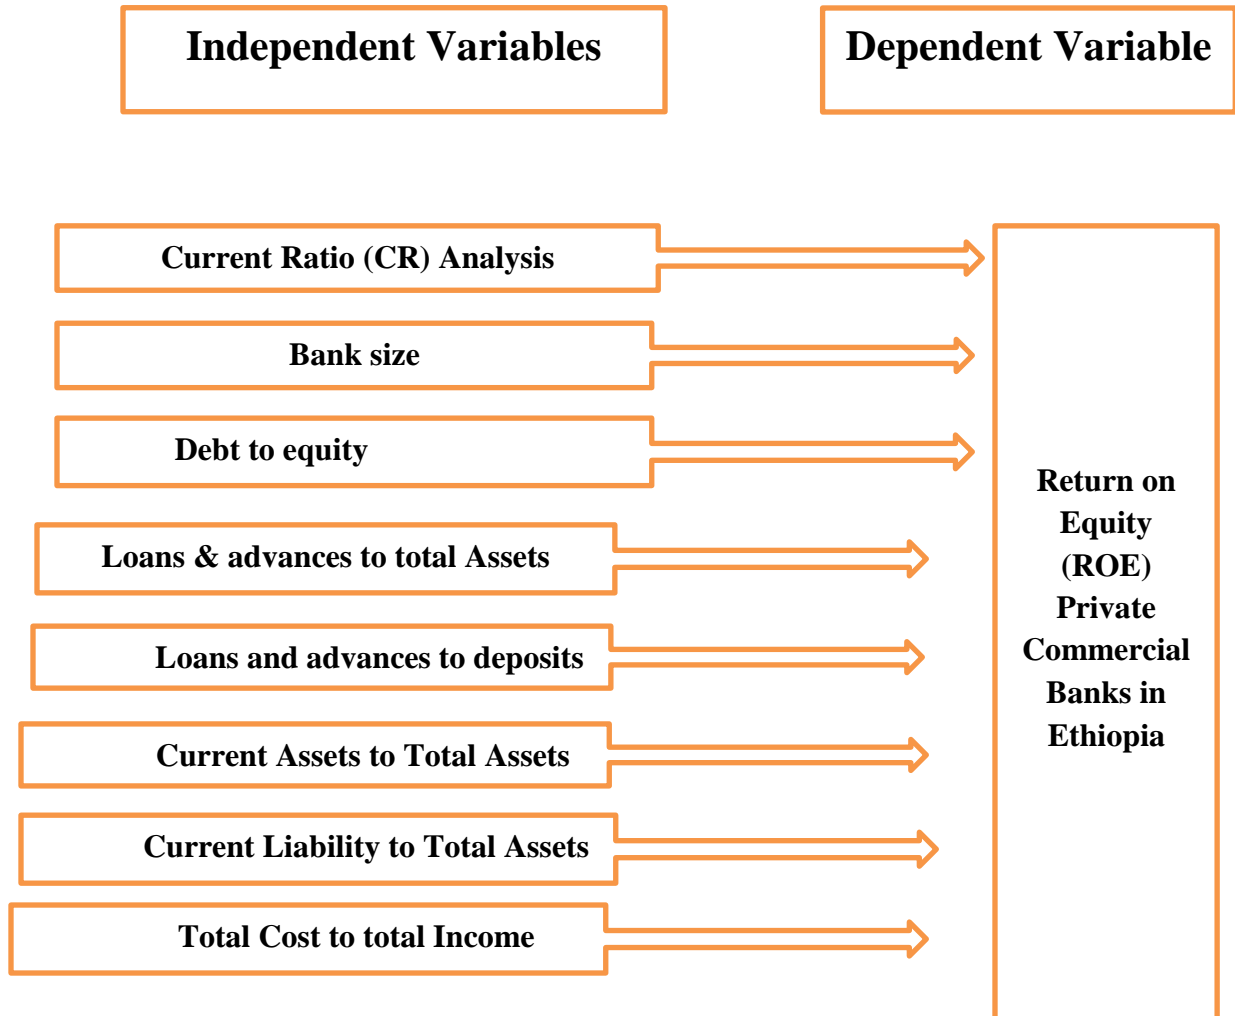 Independent Variables
Dependent Variable
Current Ratio (CR) Analysis
Bank size
Debt to equity
Loans & advances to total Assets
Loans and advances to deposits
Current Assets to Total Assets
Current Liability to Total Assets
Total Cost to total Income
Return on
Equity
(ROE)
Private
Commercial
Banks in
Ethiopia